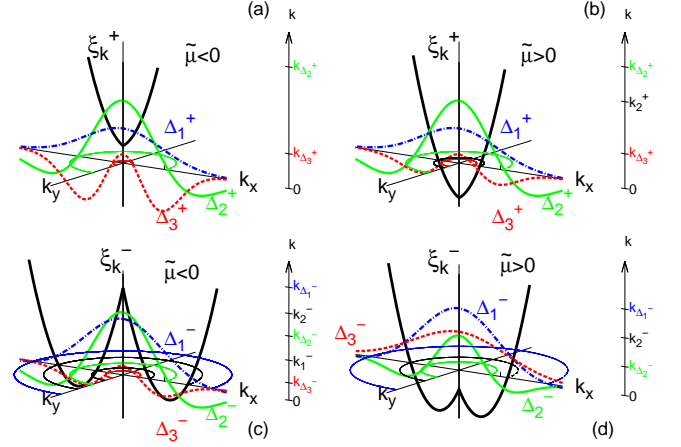 (a)
ξk+
μ̃<0
Δ1+
ky
kx
Δ3+
Δ2+
k
kΔ2+
kΔ3+
0
(b)
ξk+
μ̃>0
Δ1+
ky
kx
Δ3+
Δ2+
k
kΔ2+
k2+
kΔ3+
0
ξk−
μ̃<0
Δ1−
ky
kx
Δ2−
Δ3−
(c)
k
kΔ1−
k2−
kΔ2−
k1−
kΔ3−
0
ξk−
μ̃>0
Δ3−
Δ1−
ky
kx
Δ2−
(d)
k
kΔ1−
k2−
kΔ2−
0